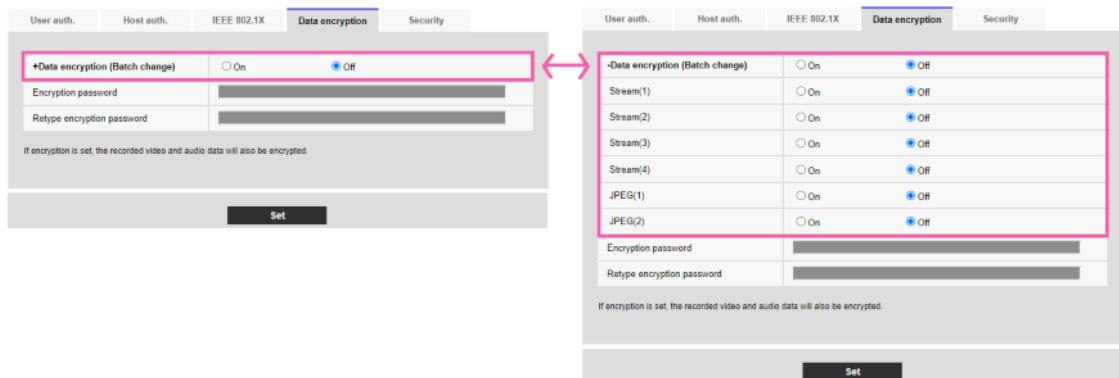 User auth. Host auth. IEEE 802.1X Data encryption Security
+Data encryption (Batch change) On Off
Encryption password
Retype encryption password
If encryption is set, the recorded video and audio data will also be encrypted.
Set
User auth. Host auth. IEEE 802.1X Data encryption Security
-Data encryption (Batch change) On Off
Stream(1) On Off
Stream(2) On Off
Stream(3) On Off
Stream(4) On Off
JPEG(1) On Off
JPEG(2) On Off
Encryption password
Retype encryption password
If encryption is set, the recorded video and audio data will also be encrypted.
Set